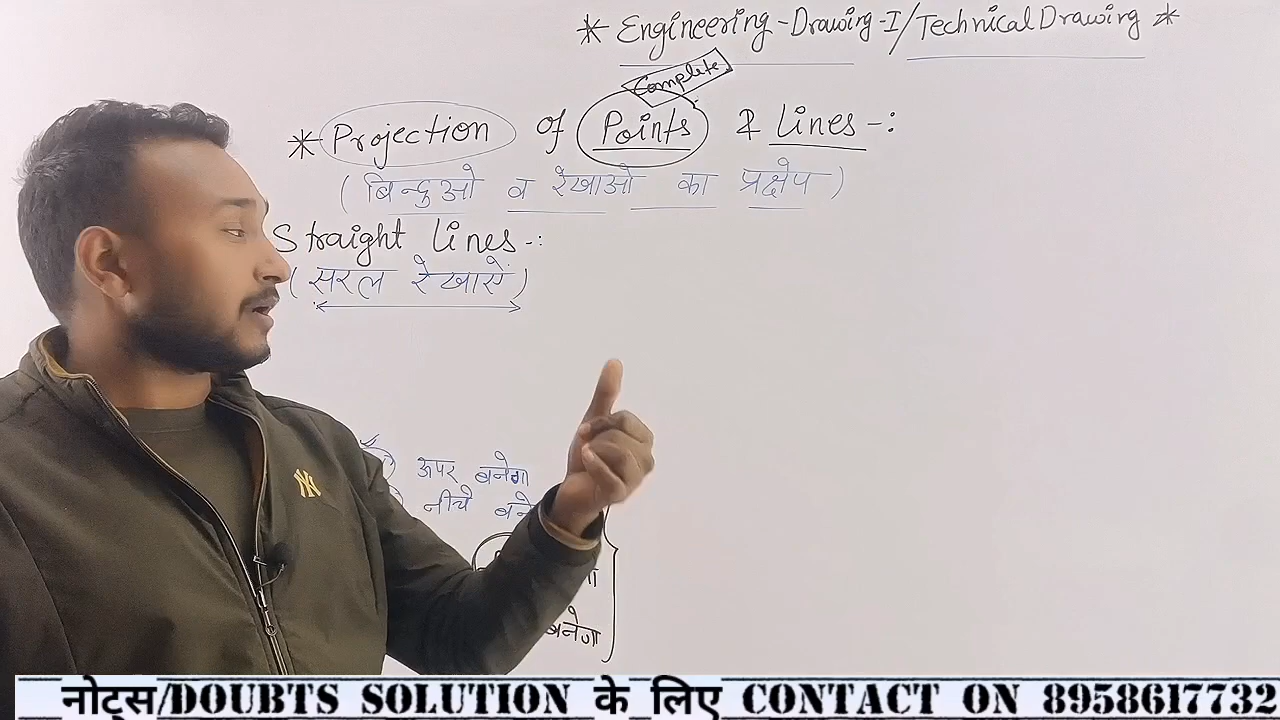 * Engineering-Drawing-I/Technical Drawing *
Complete
* Projection of Points & Lines-:
(बिन्दुओ व रेखाओ का प्रक्षेप)
Straight Lines-:
(सरल रेखासें)
ऊपर बनेगा
नीचे
बनेगा
नोट्स/DOUBTS SOLUTION के लिए CONTACT ON 8958617732